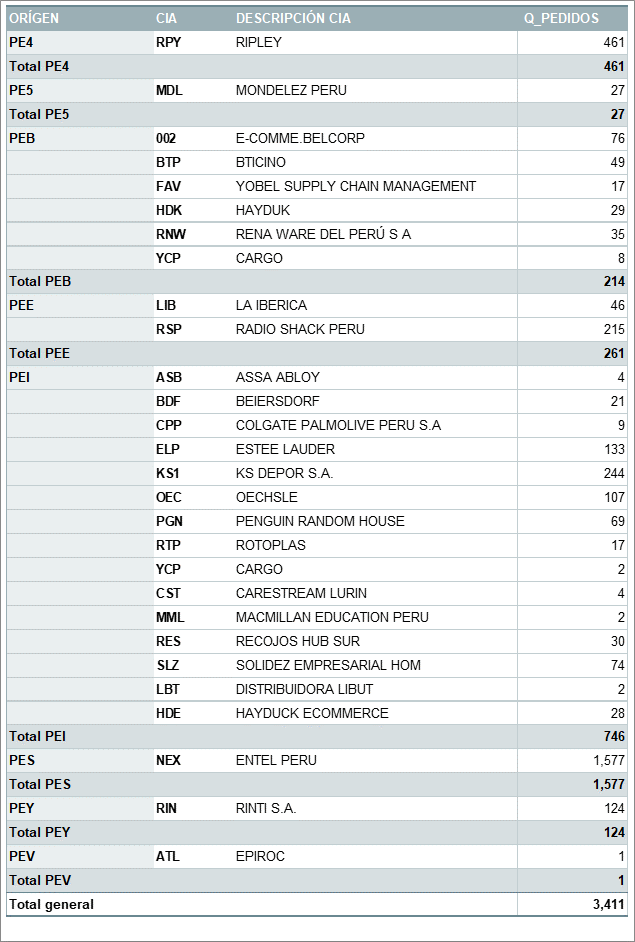 ORÍGEN CIA DESCRIPCIÓN CIA Q_PEDIDOS
PE4 RPY RIPLEY 461
Total PE4 461
PE5 MDL MONDELEZ PERU 27
Total PE5 27
PEB 002 E-COMME.BELCORP 76
BTP BTICINO 49
FAV YOBEL SUPPLY CHAIN MANAGEMENT 17
HDK HAYDUK 29
RNW RENA WARE DEL PERÚ S A 35
YCP CARGO 8
Total PEB 214
PEE LIB LA IBERICA 46
RSP RADIO SHACK PERU 215
Total PEE 261
PEI ASB ASSA ABLOY 4
BDF BEIERSDORF 21
CPP COLGATE PALMOLIVE PERU S.A 9
ELP ESTEE LAUDER 133
KS1 KS DEPOR S.A. 244
OEC OECHSLE 107
PGN PENGUIN RANDOM HOUSE 69
RTP ROTOPLAS 17
YCP CARGO 2
CST CARESTREAM LURIN 4
MML MACMILLAN EDUCATION PERU 2
RES RECOJOS HUB SUR 30
SLZ SOLIDEZ EMPRESARIAL HOM 74
LBT DISTRIBUIDORA LIBUT 2
HDE HAYDUCK ECOMMERCE 28
Total PEI 746
PES NEX ENTEL PERU 1,577
Total PES 1,577
PEY RIN RINTI S.A. 124
Total PEY 124
PEV ATL EPIROC 1
Total PEV 1
Total general 3,411